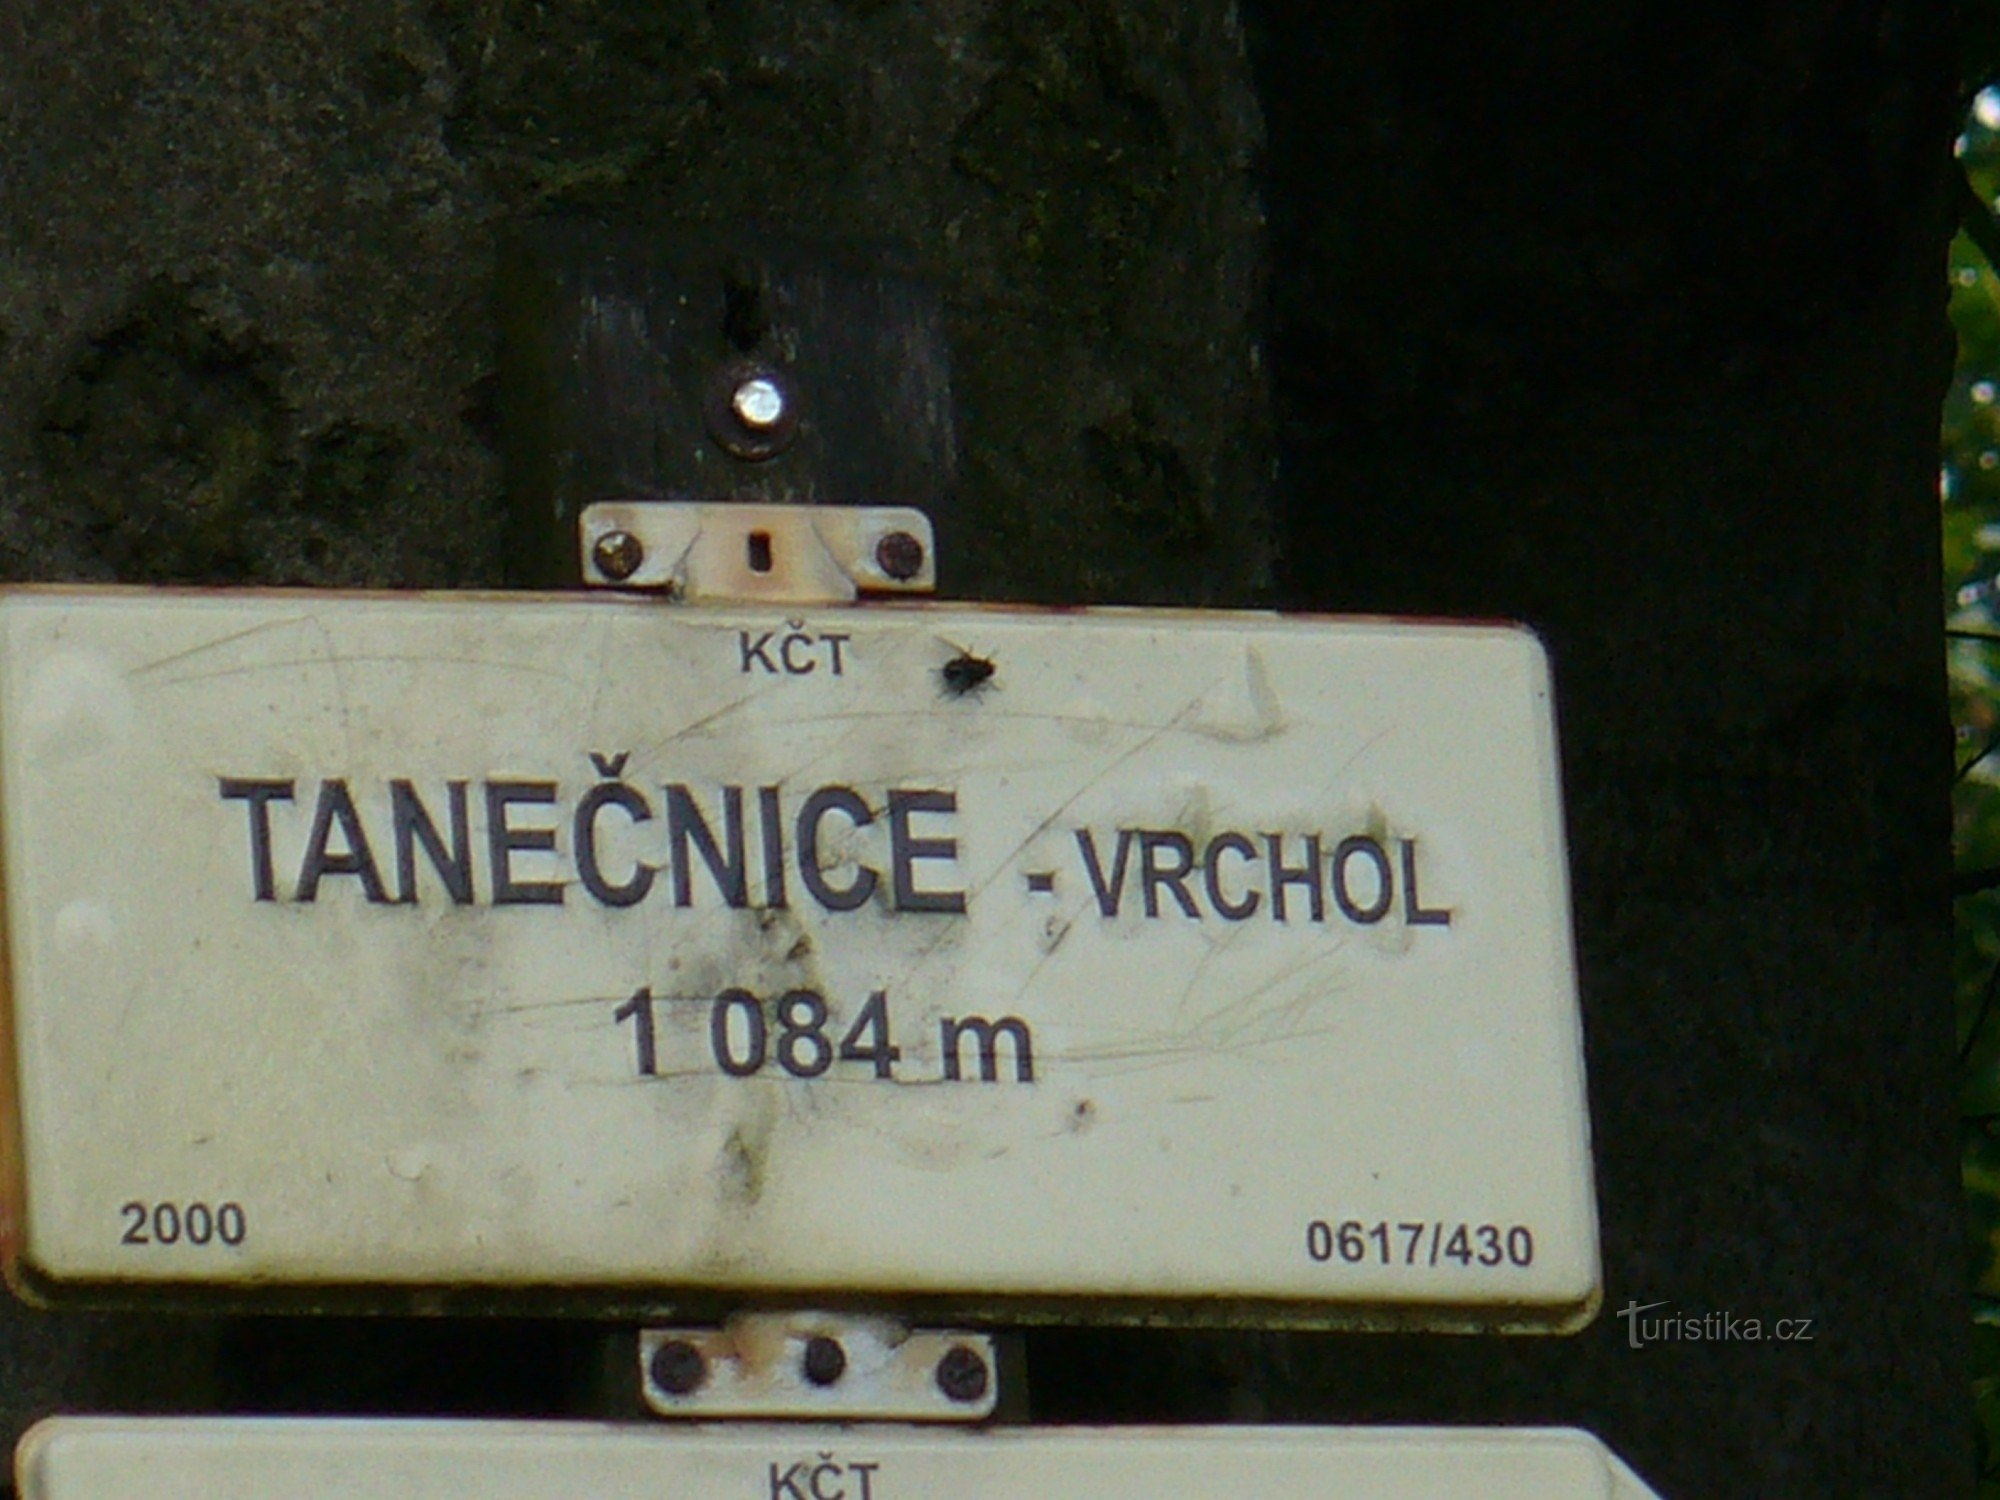 KČT
TANEČNICE - VRCHOL
1 084 m
2000 0617/430
Turistika.cz
KČT